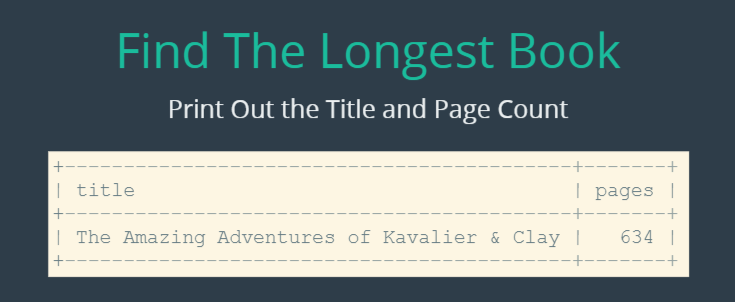 Find The Longest Book
Print Out the Title and Page Count
+-------------------------------------------+-------+
| title                                     | pages |
+-------------------------------------------+-------+
| The Amazing Adventures of Kavalier & Clay |   634 |
+-------------------------------------------+-------+